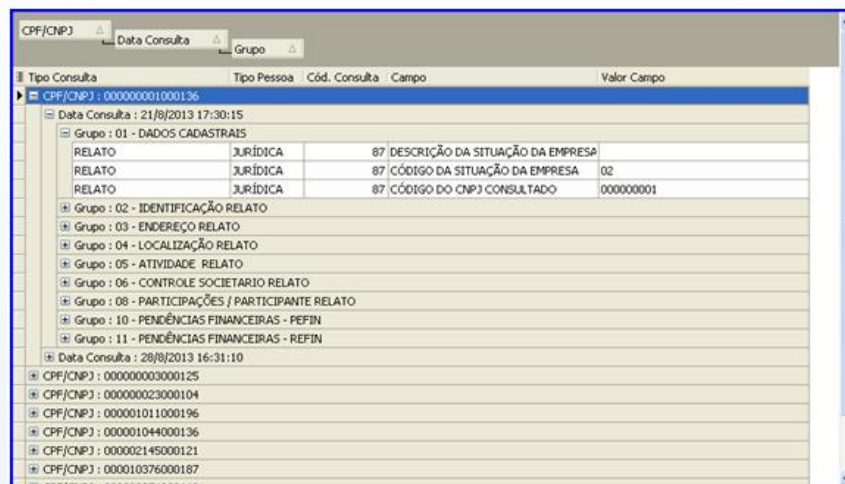 CPF/CNPJ
Data Consulta
Grupo
Tipo Consulta Tipo Pessoa Cód. Consulta Campo Valor Campo
CPF/CNPJ : 000000001000136
Data Consulta : 21/8/2013 17:30:15
Grupo : 01 - DADOS CADASTRAIS
RELATO JURÍDICA 87 DESCRIÇÃO DA SITUAÇÃO DA EMPRESA
RELATO JURÍDICA 87 CÓDIGO DA SITUAÇÃO DA EMPRESA 02
RELATO JURÍDICA 87 CÓDIGO DO CNPJ CONSULTADO 000000001
Grupo : 02 - IDENTIFICAÇÃO RELATO
Grupo : 03 - ENDEREÇO RELATO
Grupo : 04 - LOCALIZAÇÃO RELATO
Grupo : 05 - ATIVIDADE RELATO
Grupo : 06 - CONTROLE SOCIETARIO RELATO
Grupo : 08 - PARTICIPAÇÕES / PARTICIPANTE RELATO
Grupo : 10 - PENDÊNCIAS FINANCEIRAS - PEFIN
Grupo : 11 - PENDÊNCIAS FINANCEIRAS - REFIN
Data Consulta : 28/8/2013 16:31:10
CPF/CNPJ : 000000003000125
CPF/CNPJ : 000000023000104
CPF/CNPJ : 000001011000196
CPF/CNPJ : 000001044000136
CPF/CNPJ : 000002145000121
CPF/CNPJ : 000010376000187